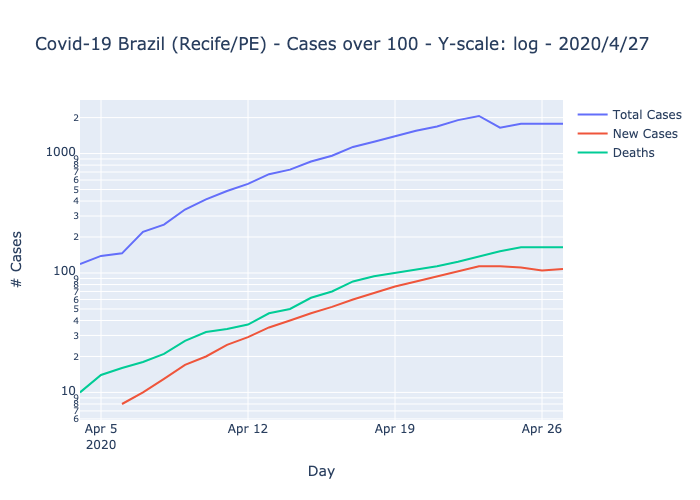 Covid-19 Brazil (Recife/PE) - Cases over 100 - Y-scale: log - 2020/4/27
Total Cases
New Cases
Deaths
# Cases
2
1000
9
8
7
6
5
4
3
2
100
9
8
7
6
5
4
3
2
10
9
8
7
6
Apr 5
2020
Apr 12
Apr 19
Apr 26
Day